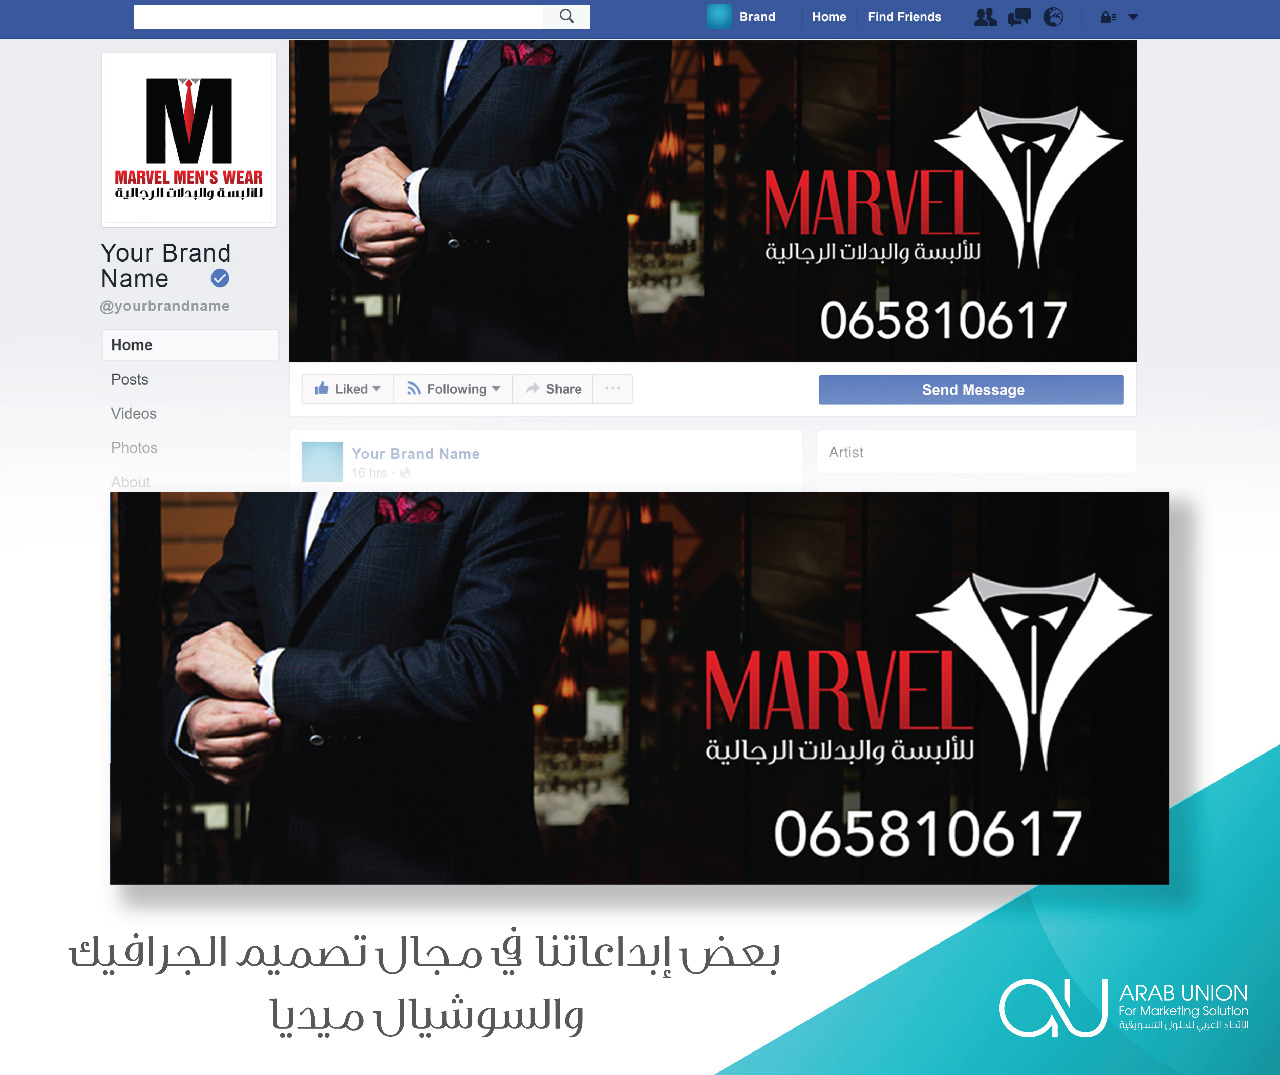 Brand
Home
Find Friends
M
MARVEL MEN'S WEAR
للألبسة والبدلات الرجالية
Your Brand
Name
@yourbrandname
Home
Posts
Videos
Photos
About
MARVEL
للألبسة والبدلات الرجالية
065810617
Liked
Following
Share
Send Message
Your Brand Name
16 hrs
Artist
MARVEL
للألبسة والبدلات الرجالية
065810617
بعض إبداعاتنا في مجال تصميم الجرافيك
والسوشيال ميديا
ARAB UNION
For Marketing Solution
الإتحاد العربي للحلول التسويقية